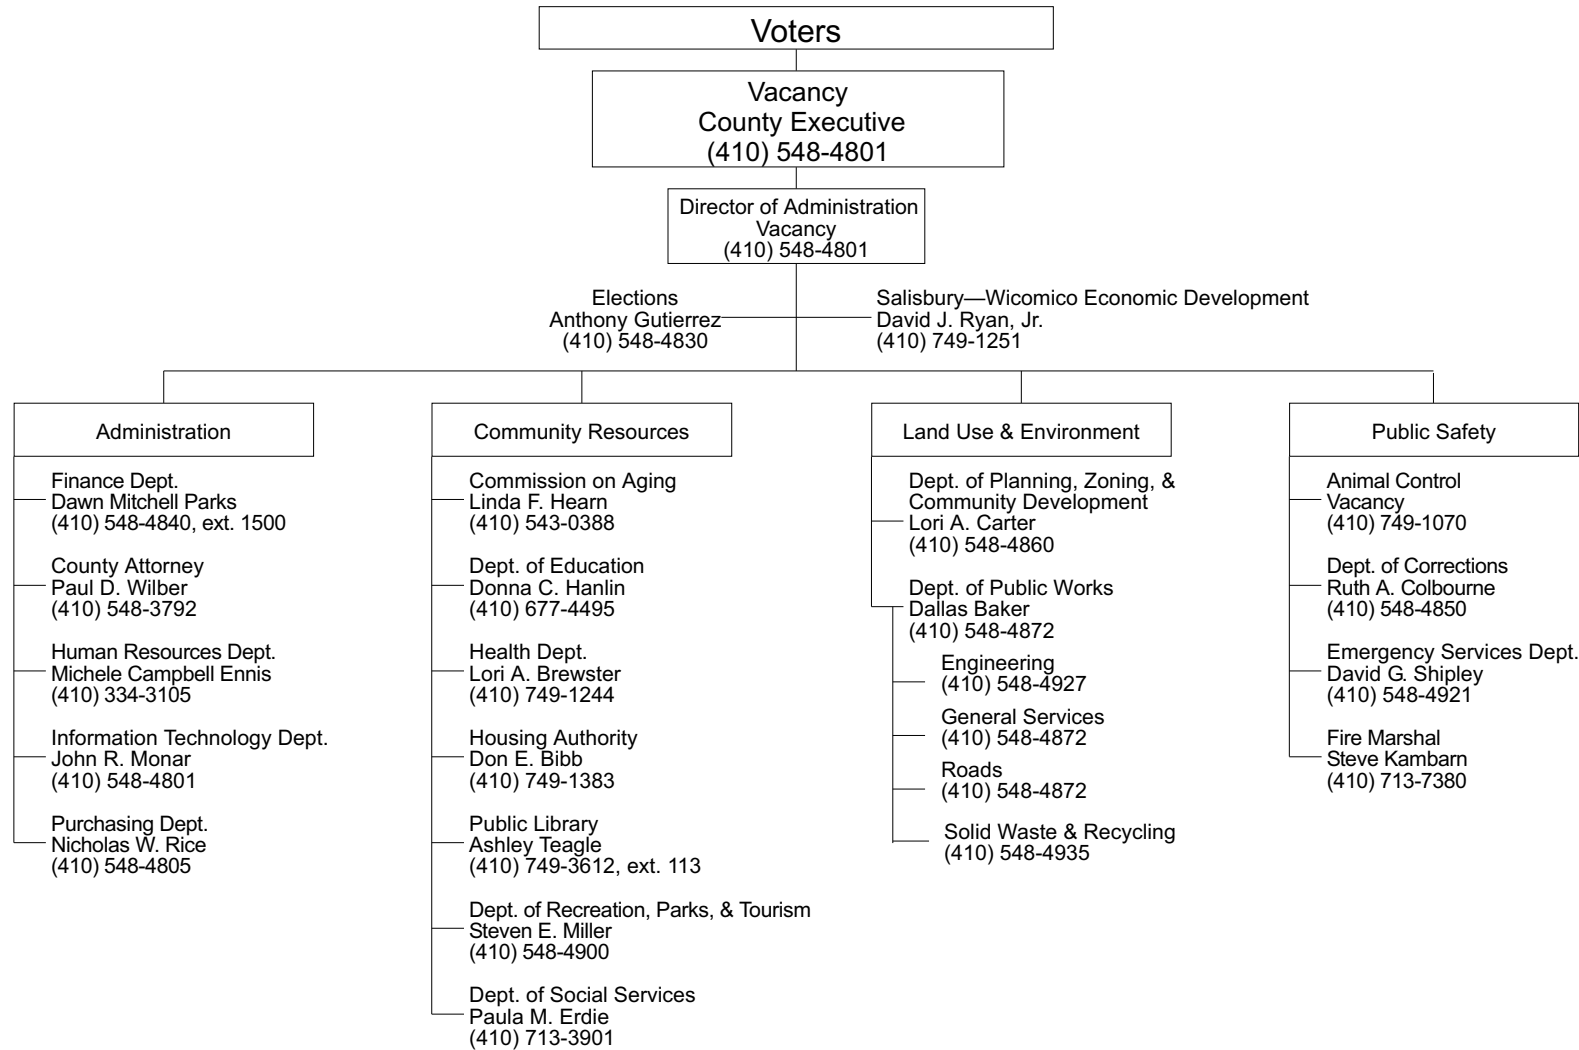 Voters
Vacancy
County Executive
(410) 548-4801
Director of Administration
Vacancy
(410) 548-4801
Elections
Anthony Gutierrez
(410) 548-4830
Salisbury—Wicomico Economic Development
David J. Ryan, Jr.
(410) 749-1251
Administration
Finance Dept.
Dawn Mitchell Parks
(410) 548-4840, ext. 1500
County Attorney
Paul D. Wilber
(410) 548-3792
Human Resources Dept.
Michele Campbell Ennis
(410) 334-3105
Information Technology Dept.
John R. Monar
(410) 548-4801
Purchasing Dept.
Nicholas W. Rice
(410) 548-4805
Community Resources
Commission on Aging
Linda F. Hearn
(410) 543-0388
Dept. of Education
Donna C. Hanlin
(410) 677-4495
Health Dept.
Lori A. Brewster
(410) 749-1244
Housing Authority
Don E. Bibb
(410) 749-1383
Public Library
Ashley Teagle
(410) 749-3612, ext. 113
Dept. of Recreation, Parks, & Tourism
Steven E. Miller
(410) 548-4900
Dept. of Social Services
Paula M. Erdie
(410) 713-3901
Land Use & Environment
Dept. of Planning, Zoning, &
Community Development
Lori A. Carter
(410) 548-4860
Dept. of Public Works
Dallas Baker
(410) 548-4872
Engineering
(410) 548-4927
General Services
(410) 548-4872
Roads
(410) 548-4872
Solid Waste & Recycling
(410) 548-4935
Public Safety
Animal Control
Vacancy
(410) 749-1070
Dept. of Corrections
Ruth A. Colbourne
(410) 548-4850
Emergency Services Dept.
David G. Shipley
(410) 548-4921
Fire Marshal
Steve Kambarn
(410) 713-7380